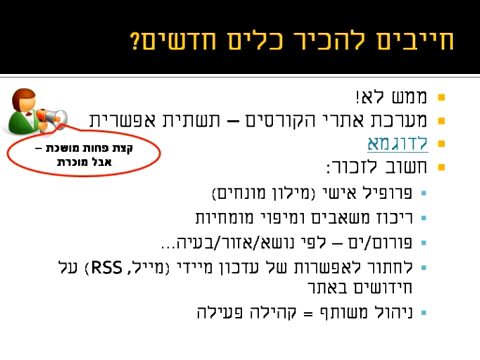 חייבים להכיר כלים חדשים?
ממש לא!
מערכת אתרי הקורסים – תשתית אפשרית
לדוגמא
חשוב לזכור:
פרופיל אישי (מילון מונחים)
ריכוז משאבים ומיפוי מומחיות
פורום/ים – לפי נושא/אזור/בעיה...
לחתור לאפשרות של עדכון מיידי (מייל, RSS) על
חידושים באתר
ניהול משותף = קהילה פעילה
קצת פחות מושכת –
אבל מוכרת